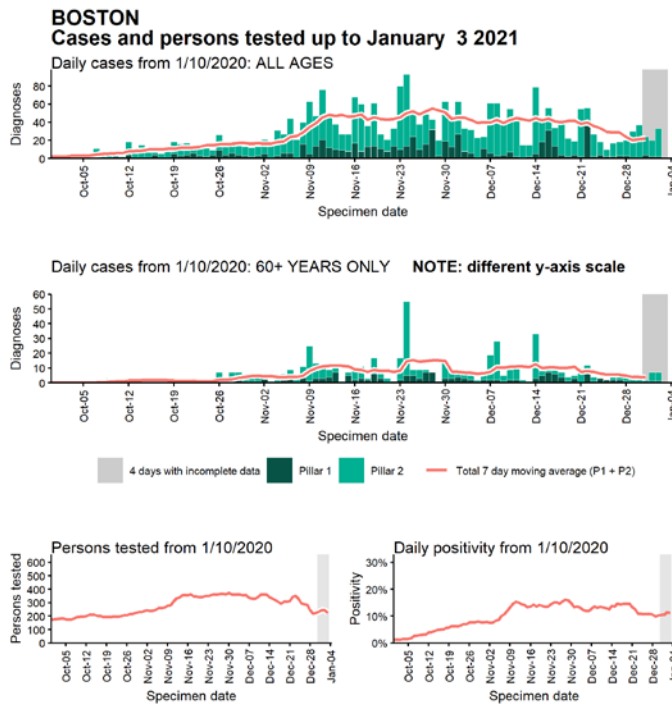 BOSTON
Cases and persons tested up to January 3 2021
Daily cases from 1/10/2020: ALL AGES
Diagnoses
80
60
40
20
0
Oct-05
Oct-12
Oct-19
Oct-26
Nov-02
Nov-09
Nov-16
Nov-23
Nov-30
Dec-07
Dec-14
Dec-21
Dec-28
Jan-04
Specimen date
Daily cases from 1/10/2020: 60+ YEARS ONLY NOTE: different y-axis scale
Diagnoses
60
50
40
30
20
10
0
Oct-05
Oct-12
Oct-19
Oct-26
Nov-02
Nov-09
Nov-16
Nov-23
Nov-30
Dec-07
Dec-14
Dec-21
Dec-28
Jan-04
Specimen date
4 days with incomplete data Pillar 1 Pillar 2 Total 7 day moving average (P1 + P2)
Persons tested from 1/10/2020
Persons tested
600
500
400
300
200
100
0
Oct-05
Oct-12
Oct-19
Oct-26
Nov-02
Nov-09
Nov-16
Nov-23
Nov-30
Dec-07
Dec-14
Dec-21
Dec-28
Jan-04
Specimen date
Daily positivity from 1/10/2020
Positivity
30%
20%
10%
0%
Oct-05
Oct-12
Oct-19
Oct-26
Nov-02
Nov-09
Nov-16
Nov-23
Nov-30
Dec-07
Dec-14
Dec-21
Dec-28
Jan-04
Specimen date